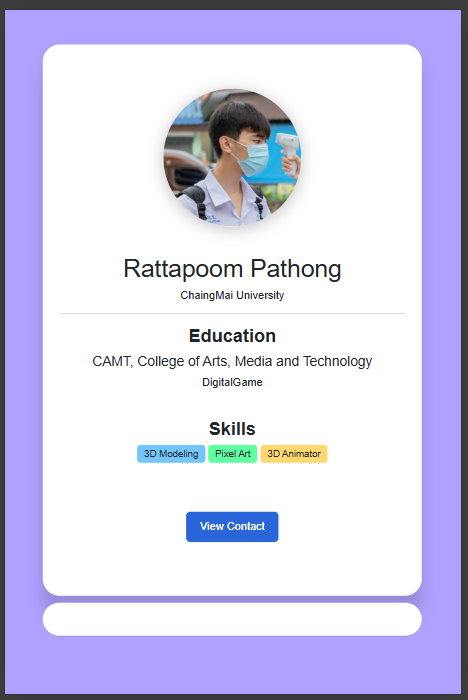 Rattapoom Pathong
ChaingMai University
Education
CAMT, College of Arts, Media and Technology
DigitalGame
Skills
3D Modeling Pixel Art 3D Animator
View Contact